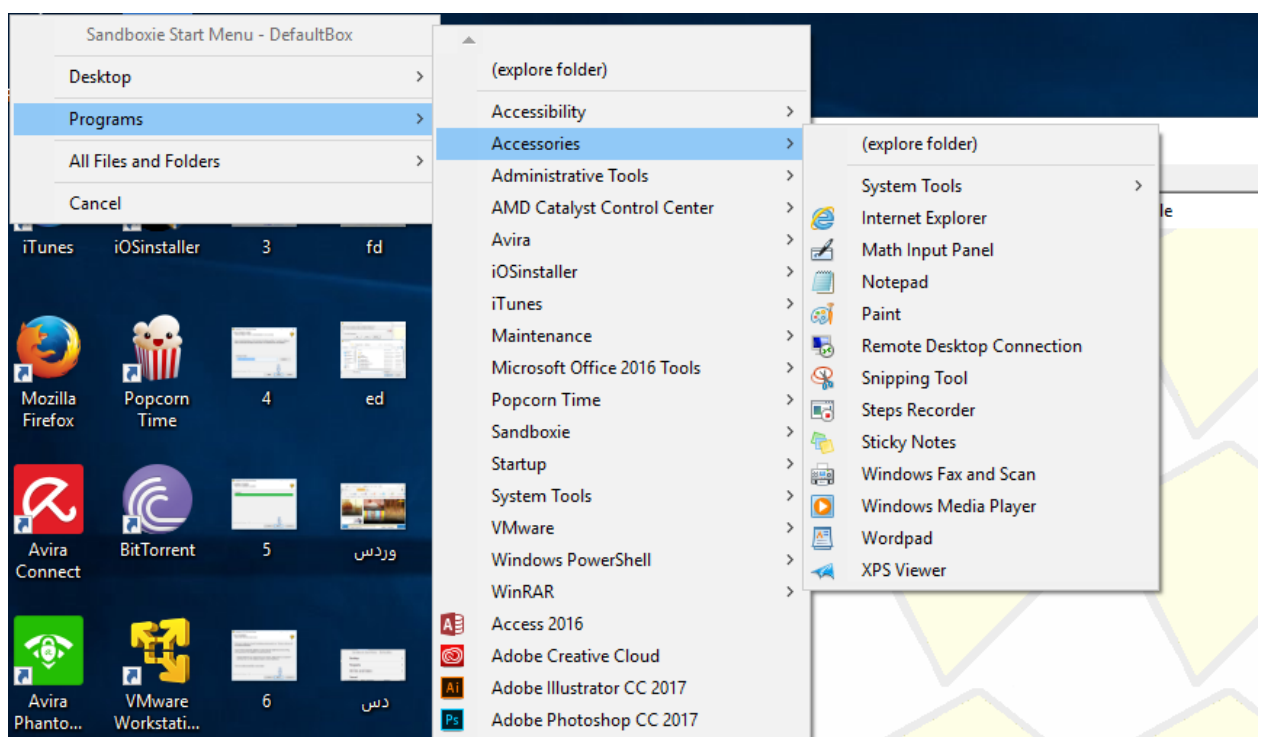 Sandboxie Start Menu - DefaultBox
Desktop
Programs
All Files and Folders
Cancel
(explore folder)
Accessibility
Accessories
Administrative Tools
AMD Catalyst Control Center
Avira
iOSinstaller
iTunes
Maintenance
Microsoft Office 2016 Tools
Popcorn Time
Sandboxie
Startup
System Tools
VMware
Windows PowerShell
WinRAR
Access 2016
Adobe Creative Cloud
Adobe Illustrator CC 2017
Adobe Photoshop CC 2017
(explore folder)
System Tools
Internet Explorer
Math Input Panel
Notepad
Paint
Remote Desktop Connection
Snipping Tool
Steps Recorder
Sticky Notes
Windows Fax and Scan
Windows Media Player
Wordpad
XPS Viewer
le
iTunes
iOSinstaller
3
fd
Mozilla
Firefox
Popcorn
Time
4
ed
Avira
Connect
BitTorrent
5
وردس
Avira
Phanto...
VMware
Workstati...
6
دس